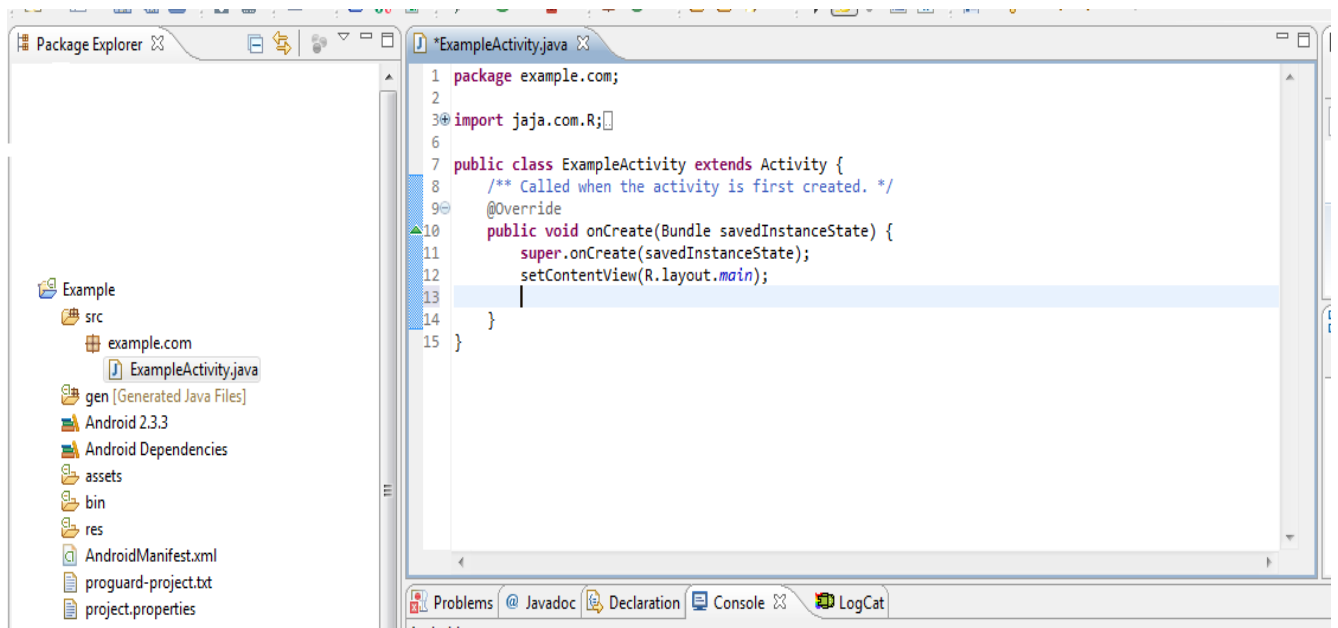 Package Explorer
Example
src
example.com
ExampleActivity.java
gen [Generated Java Files]
Android 2.3.3
Android Dependencies
assets
bin
res
AndroidManifest.xml
proguard-project.txt
project.properties
*ExampleActivity.java
1 package example.com;
2
3 import jaja.com.R;
6
7 public class ExampleActivity extends Activity {
8 /** Called when the activity is first created. */
9 @Override
10 public void onCreate(Bundle savedInstanceState) {
11 super.onCreate(savedInstanceState);
12 setContentView(R.layout.main);
13
14 }
15 }
Problems @ Javadoc Declaration Console LogCat